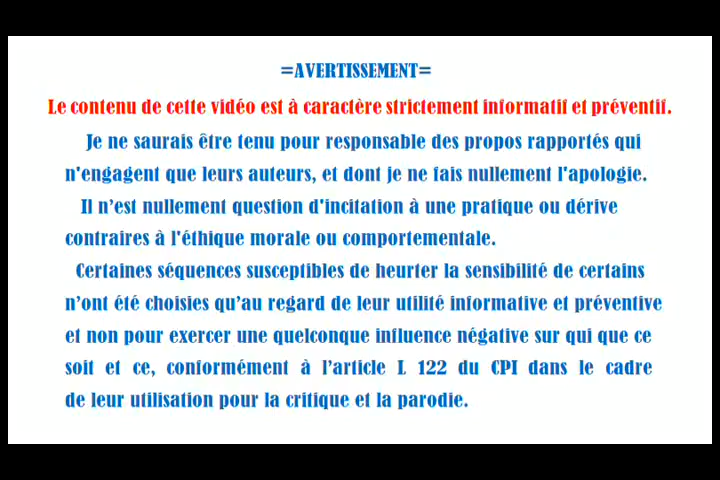 =AVERTISSEMENT=
Le contenu de cette vidéo est à caractère strictement informatif et préventif.
Je ne saurais être tenu pour responsable des propos rapportés qui
n'engagent que leurs auteurs, et dont je ne fais nullement l'apologie.
Il n'est nullement question d'incitation à une pratique ou dérive
contraires à l'éthique morale ou comportementale.
Certaines séquences susceptibles de heurter la sensibilité de certains
n'ont été choisies qu'au regard de leur utilité informative et préventive
et non pour exercer une quelconque influence négative sur qui que ce
soit et ce, conformément à l'article L 122 du CPI dans le cadre
de leur utilisation pour la critique et la parodie.